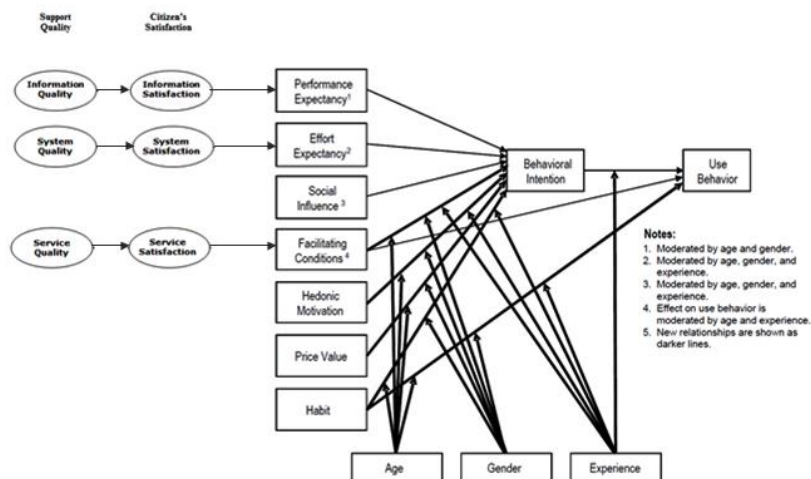 Support
Quality
Citizen's
Satisfaction
Information
Quality
Information
Satisfaction
Performance
Expectancy1
System
Quality
System
Satisfaction
Effort
Expectancy2
Social
Influence 3
Service
Quality
Service
Satisfaction
Facilitating
Conditions 4
Hedonic
Motivation
Price Value
Habit
Behavioral
Intention
Use
Behavior
Notes:
1. Moderated by age and gender.
2. Moderated by age, gender, and
experience.
3. Moderated by age, gender, and
experience.
4. Effect on use behavior is
moderated by age and experience.
5. New relationships are shown as
darker lines.
Age
Gender
Experience